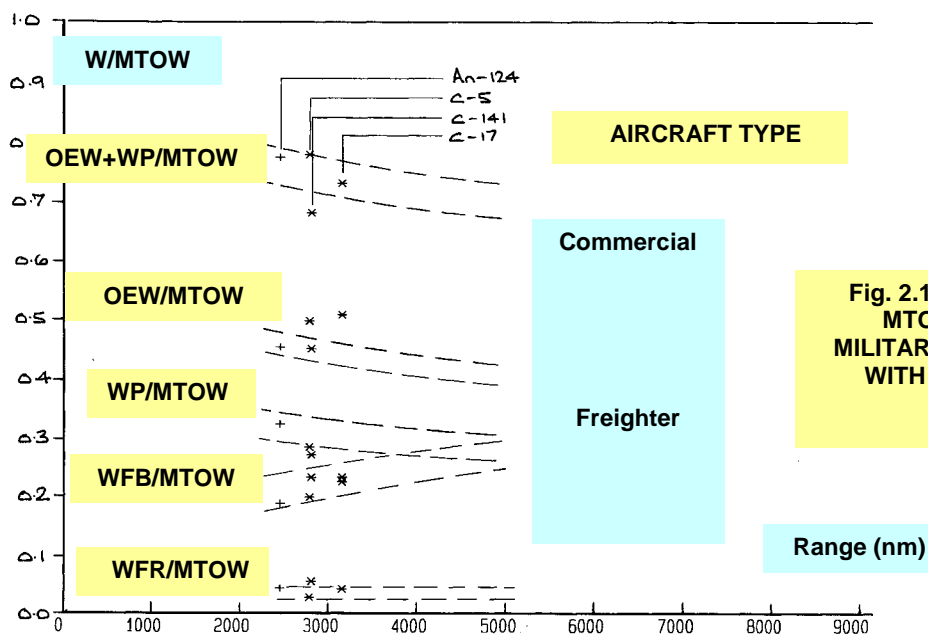 1.0
W/MTOW
0.9
An-124
C-5
C-141
C-17
AIRCRAFT TYPE
0
OEW+WP/MTOW
0.7
Commercial
0.6
OEW/MTOW
Fig. 2.1
MTO
MILITAR
WITH
0.5
0.4
WP/MTOW
Freighter
0.3
WFB/MTOW
0.2
0.1
Range (nm)
WFR/MTOW
0.0
0 1000 2000 3000 4000 5000 6000 7000 8000 9000